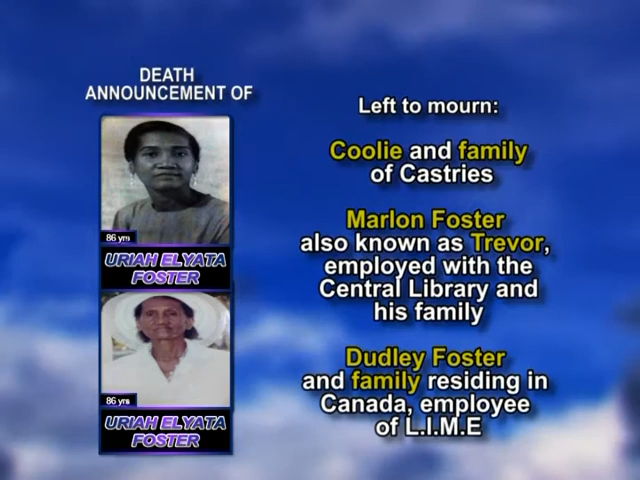 DEATH
ANNOUNCEMENT OF
86 yrs
URIAH ELYATA
FOSTER
86 yrs
URIAH ELYATA
FOSTER
Left to mourn:
Coolie and family
of Castries
Marlon Foster
also known as Trevor,
employed with the
Central Library and
his family
Dudley Foster
and family residing in
Canada, employee
of L.I.M.E